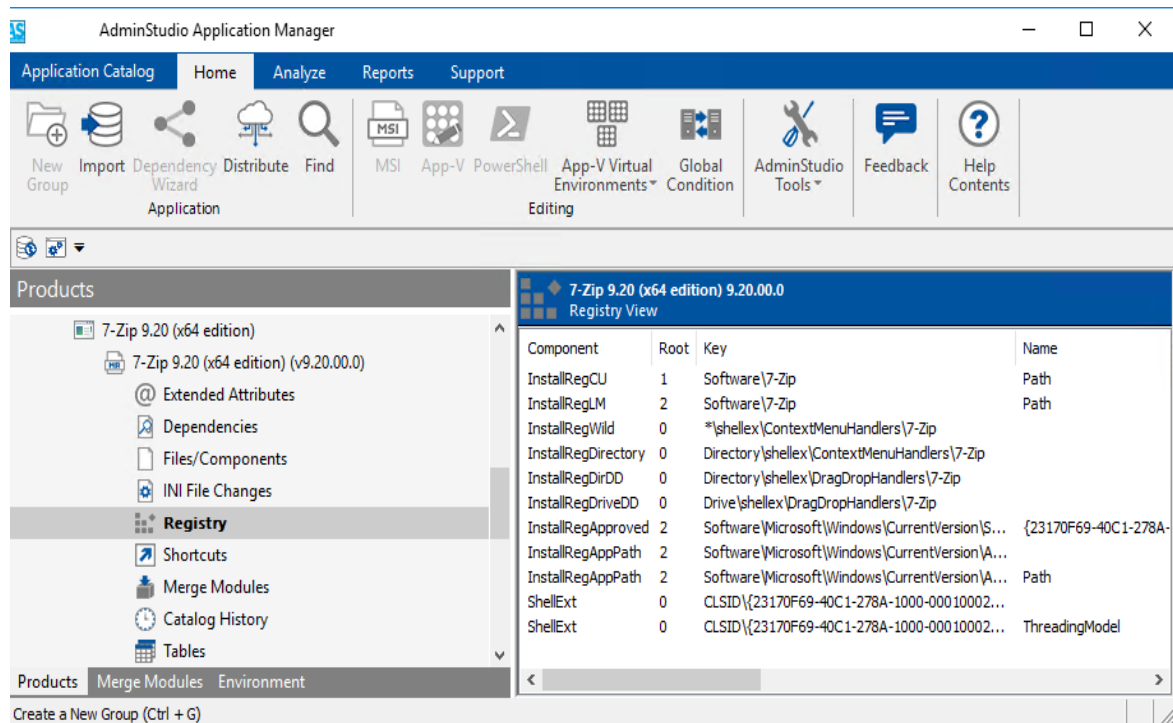 AS AdminStudio Application Manager
Application Catalog Home Analyze Reports Support
New Group Import Dependency Wizard Distribute Find MSI MSI App-V PowerShell App-V Virtual Environments Global Condition AdminStudio Tools Feedback Help Contents
Application Editing
Products
7-Zip 9.20 (x64 edition)
7-Zip 9.20 (x64 edition) (v9.20.00.0)
Extended Attributes
Dependencies
Files/Components
INI File Changes
Registry
Shortcuts
Merge Modules
Catalog History
Tables
Products Merge Modules Environment
Create a New Group (Ctrl + G)
7-Zip 9.20 (x64 edition) 9.20.00.0
Registry View
Component Root Key Name
InstallRegCU 1 Software\7-Zip Path
InstallRegLM 2 Software\7-Zip Path
InstallRegWild 0 *\shellex\ContextMenuHandlers\7-Zip
InstallRegDirectory 0 Directory\shellex\ContextMenuHandlers\7-Zip
InstallRegDirDD 0 Directory\shellex\DragDropHandlers\7-Zip
InstallRegDriveDD 0 Drive\shellex\DragDropHandlers\7-Zip
InstallRegApproved 2 Software\Microsoft\Windows\CurrentVersion\S... {23170F69-40C1-278A-
InstallRegAppPath 2 Software\Microsoft\Windows\CurrentVersion\A...
InstallRegAppPath 2 Software\Microsoft\Windows\CurrentVersion\A... Path
ShellExt 0 CLSID\{23170F69-40C1-278A-1000-00010002...
ShellExt 0 CLSID\{23170F69-40C1-278A-1000-00010002... ThreadingModel